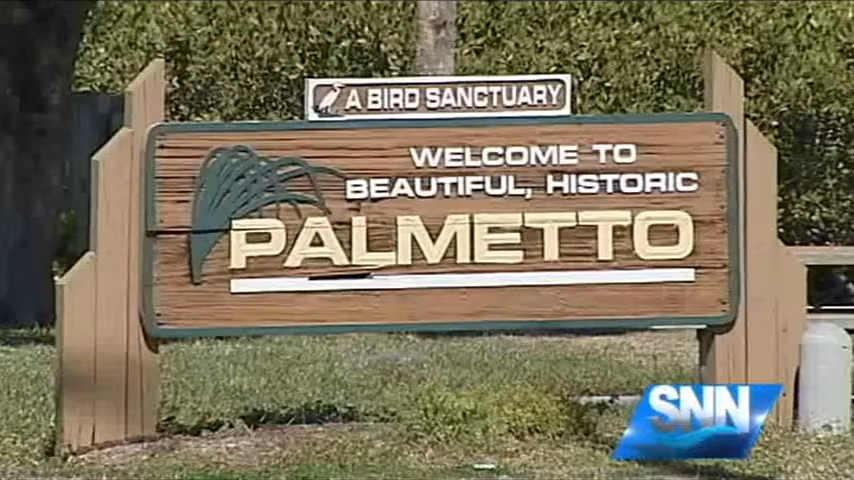 A BIRD SANCTUARY
WELCOME TO
BEAUTIFUL, HISTORIC
PALMETTO
SNN